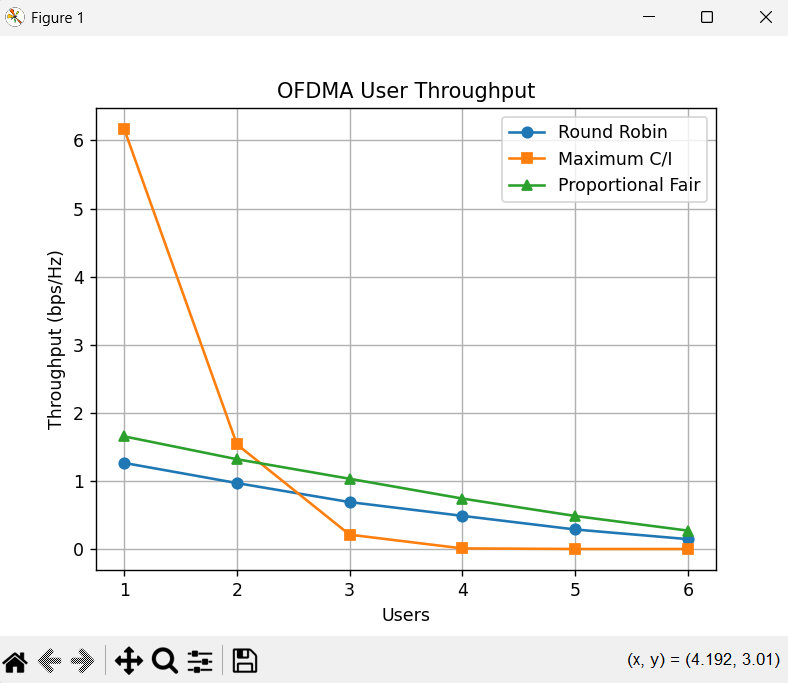 Figure 1
OFDMA User Throughput
Round Robin
Maximum C/I
Proportional Fair
Throughput (bps/Hz)
6
5
4
3
2
1
0
1 2 3 4 5 6
Users
(x, y) = (4.192, 3.01)